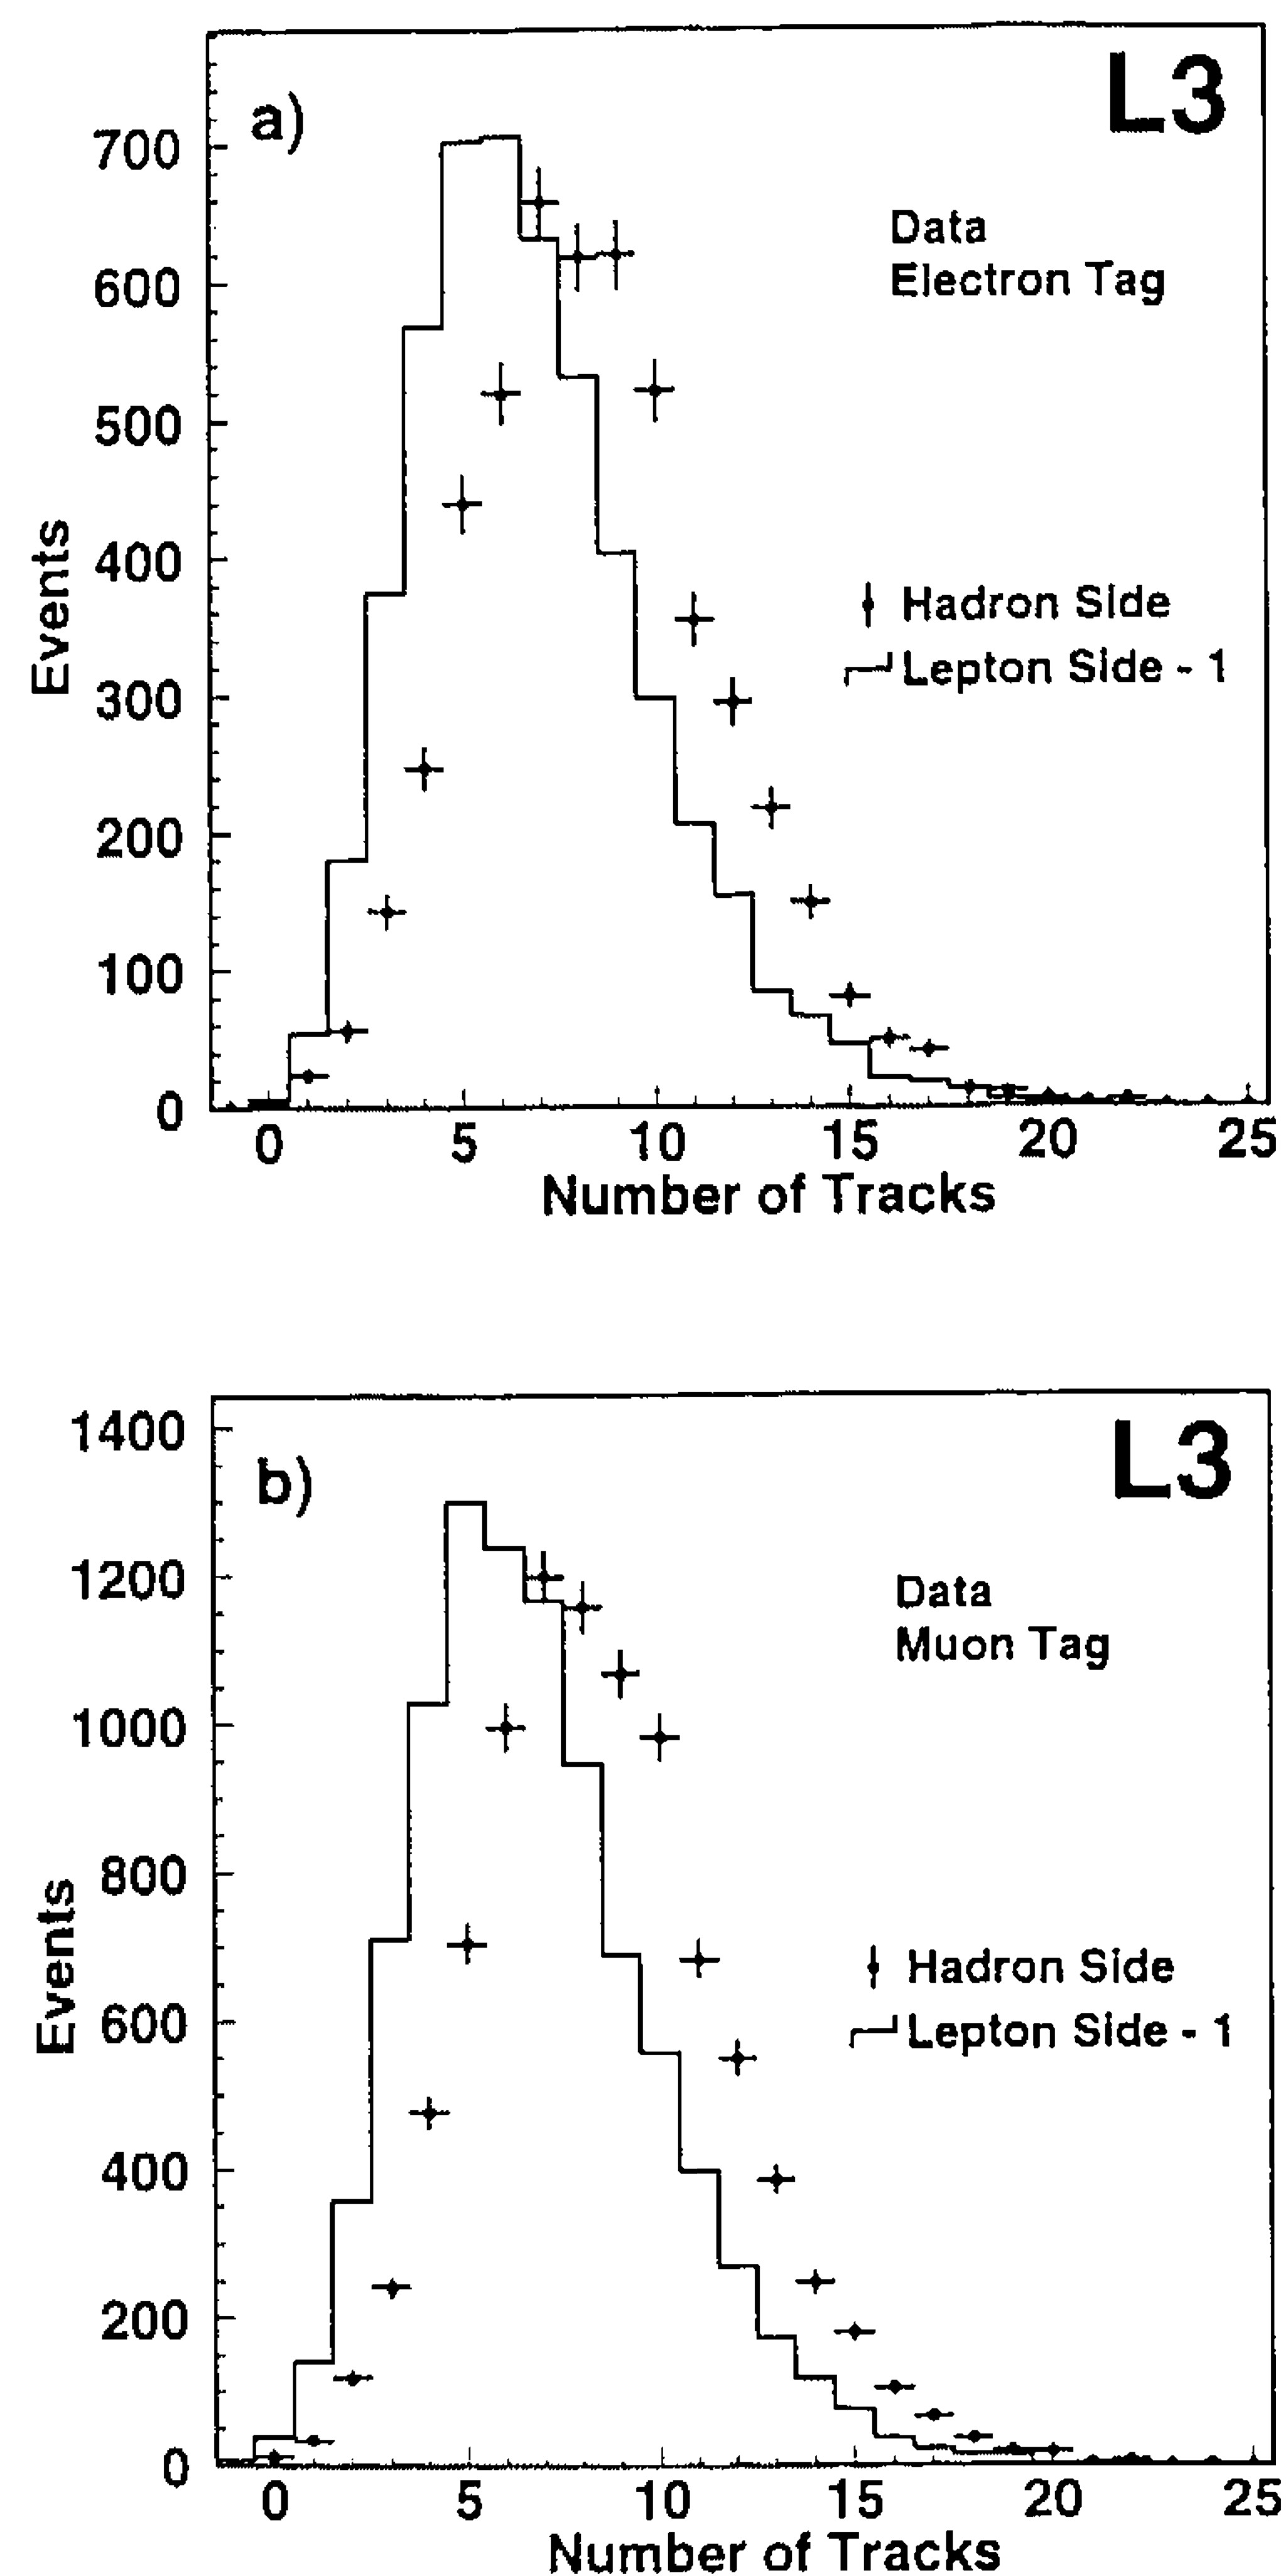 a)
L3
Data
Electron Tag
Hadron Side
Lepton Side - 1
Events
700
600
500
400
300
200
100
0
0 5 10 15 20 25
Number of Tracks
b)
L3
Data
Muon Tag
Hadron Side
Lepton Side - 1
Events
1400
1200
1000
800
600
400
200
0
0 5 10 15 20 25
Number of Tracks